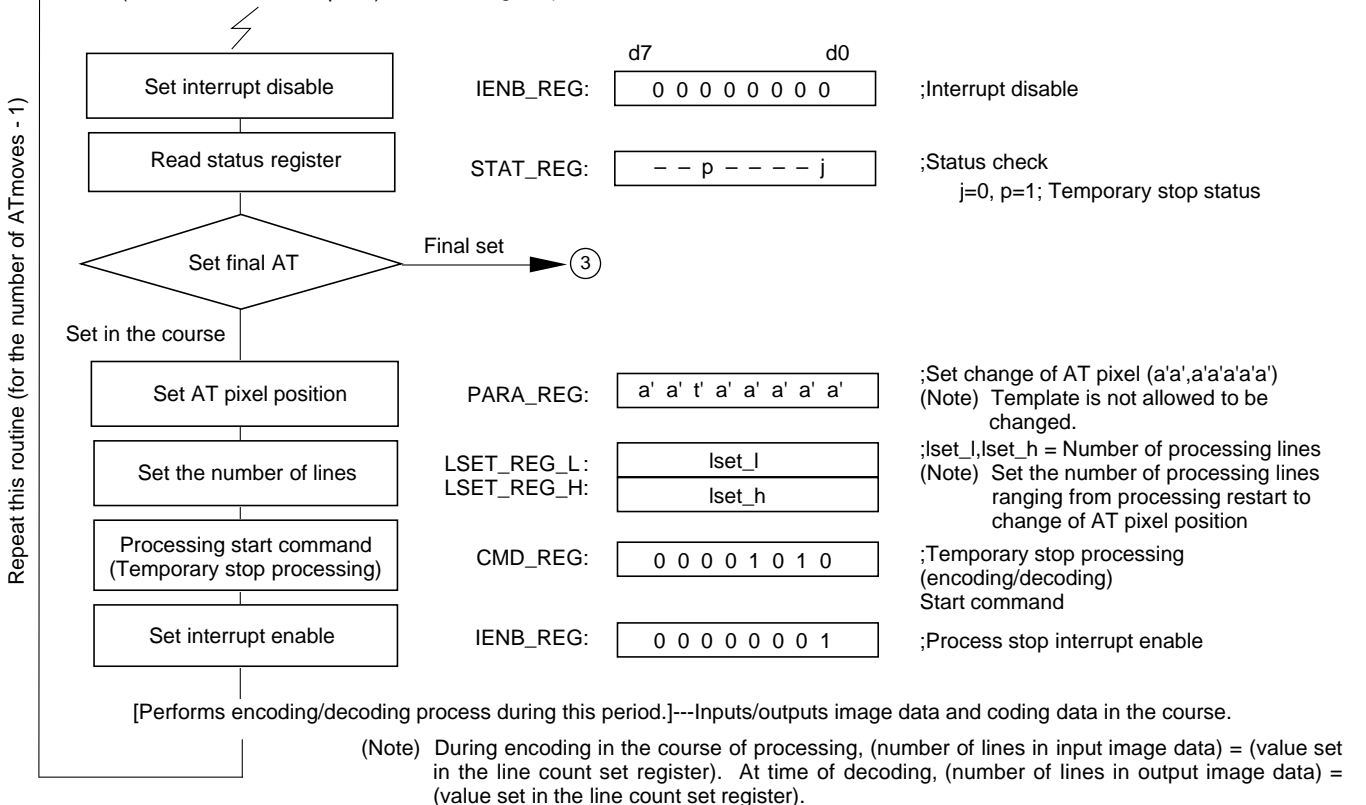 d7 d0
Set interrupt disable IENB_REG: 0 0 0 0 0 0 0 0 ;Interrupt disable
Read status register STAT_REG: – – p – – – – j ;Status check
j=0, p=1; Temporary stop status
Set final AT Final set 3
Set in the course
Set AT pixel position PARA_REG: a' a' t' a' a' a' a' a' ;Set change of AT pixel (a'a',a'a'a'a'a')
(Note) Template is not allowed to be
changed.
Set the number of lines LSET_REG_L: lset_l ;lset_l,lset_h = Number of processing lines
LSET_REG_H: lset_h (Note) Set the number of processing lines
ranging from processing restart to
change of AT pixel position
Processing start command
(Temporary stop processing) CMD_REG: 0 0 0 0 1 0 1 0 ;Temporary stop processing
(encoding/decoding)
Start command
Set interrupt enable IENB_REG: 0 0 0 0 0 0 0 1 ;Process stop interrupt enable
Repeat this routine (for the number of ATmoves - 1)
[Performs encoding/decoding process during this period.]---Inputs/outputs image data and coding data in the course.
(Note) During encoding in the course of processing, (number of lines in input image data) = (value set
in the line count set register). At time of decoding, (number of lines in output image data) =
(value set in the line count set register).